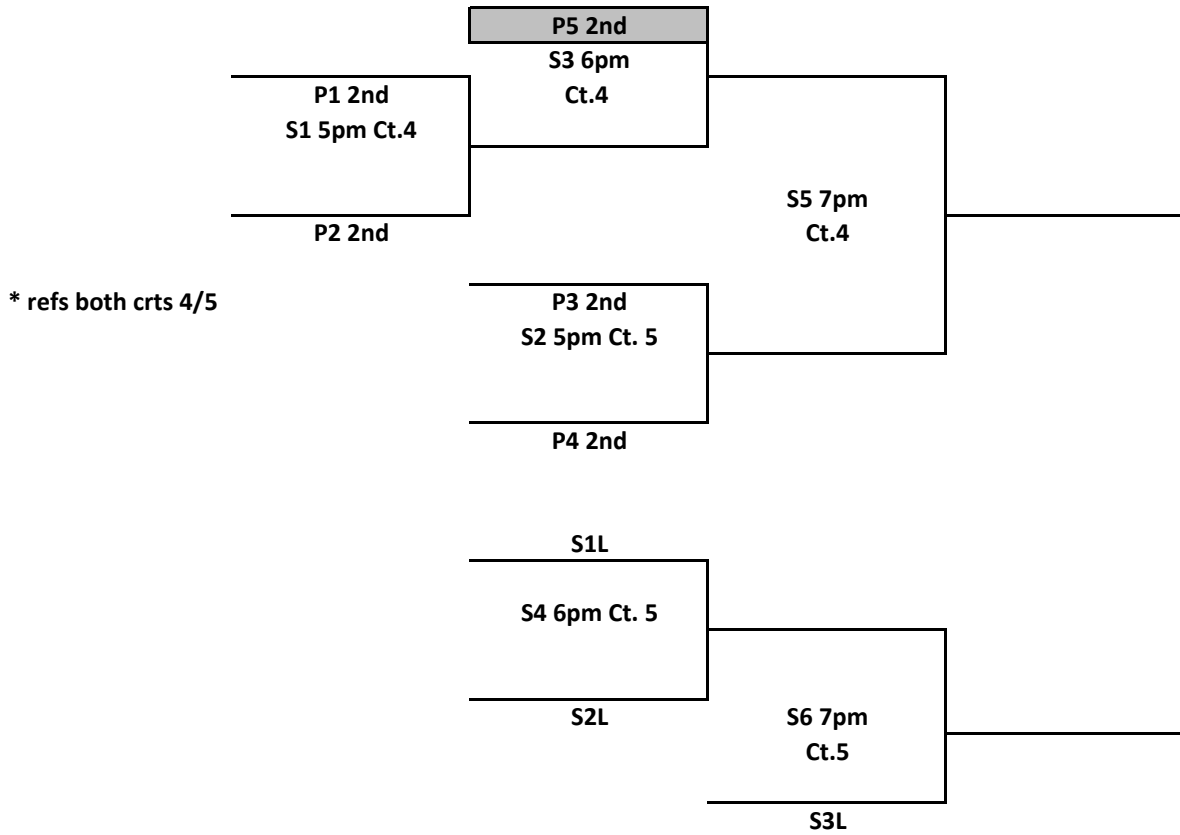 P5 2nd
S3 6pm
Ct.4
P1 2nd
S1 5pm Ct.4
P2 2nd
S5 7pm
Ct.4
* refs both crts 4/5
P3 2nd
S2 5pm Ct. 5
P4 2nd
S1L
S4 6pm Ct. 5
S2L
S6 7pm
Ct.5
S3L